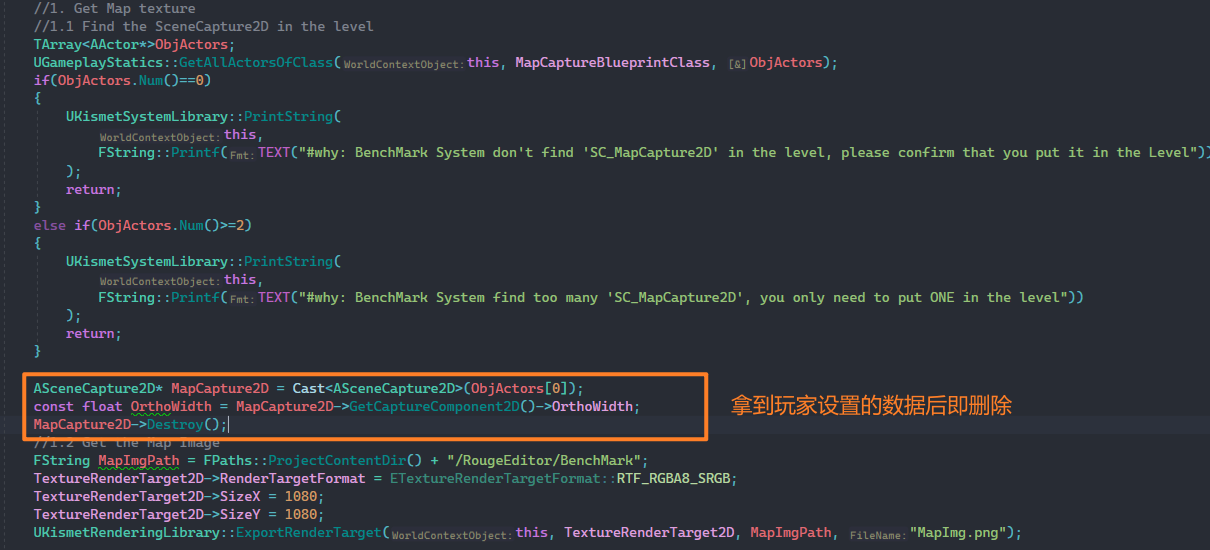 //1. Get Map texture
//1.1 Find the SceneCapture2D in the level
TArray<AActor*>ObjActors;
UGameplayStatics::GetAllActorsOfClass(WorldContextObject:this, MapCaptureBlueprintClass, [&]ObjActors);
if(ObjActors.Num()==0)
{
UKismetSystemLibrary::PrintString(
WorldContextObject:this,
FString::Printf(Fmt:TEXT("#why: BenchMark System don't find 'SC_MapCapture2D' in the level, please confirm that you put it in the Level"))
);
return;
}
else if(ObjActors.Num()>=2)
{
UKismetSystemLibrary::PrintString(
WorldContextObject:this,
FString::Printf(Fmt:TEXT("#why: BenchMark System find too many 'SC_MapCapture2D', you only need to put ONE in the level"))
);
return;
}
ASceneCapture2D* MapCapture2D = Cast<ASceneCapture2D>(ObjActors[0]);
const float OrthoWidth = MapCapture2D->GetCaptureComponent2D()->OrthoWidth;
MapCapture2D->Destroy();
拿到玩家设置的数据后即删除
//1.2 Get the Map image
FString MapImgPath = FPaths::ProjectContentDir() + "/RougeEditor/BenchMark";
TextureRenderTarget2D->RenderTargetFormat = ETextureRenderTargetFormat::RTF_RGBA8_SRGB;
TextureRenderTarget2D->SizeX = 1080;
TextureRenderTarget2D->SizeY = 1080;
UKismetRenderingLibrary::ExportRenderTarget(WorldContextObject:this, TextureRenderTarget2D, MapImgPath, FileName:"MapImg.png");